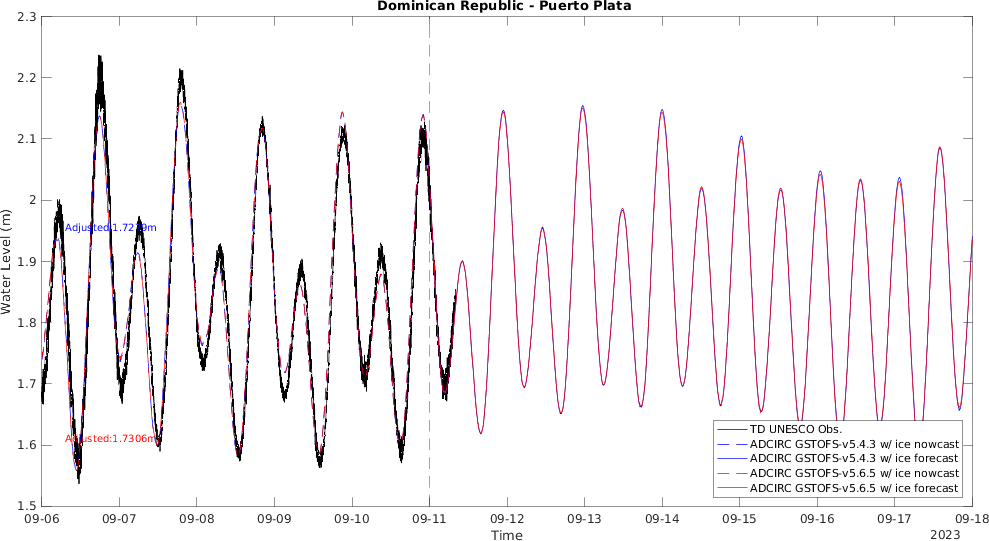 Dominican Republic - Puerto Plata
2.3
2.2
2.1
2
1.9
1.8
1.7
1.6
1.5
Water Level (m)
Adjusted:1.7279m
Adjusted:1.7306m
TD UNESCO Obs.
ADCIRC GSTOFS-v5.4.3 w/ ice nowcast
ADCIRC GSTOFS-v5.4.3 w/ ice forecast
ADCIRC GSTOFS-v5.6.5 w/ ice nowcast
ADCIRC GSTOFS-v5.6.5 w/ ice forecast
09-06 09-07 09-08 09-09 09-10 09-11 09-12 09-13 09-14 09-15 09-16 09-17 09-18
Time
2023